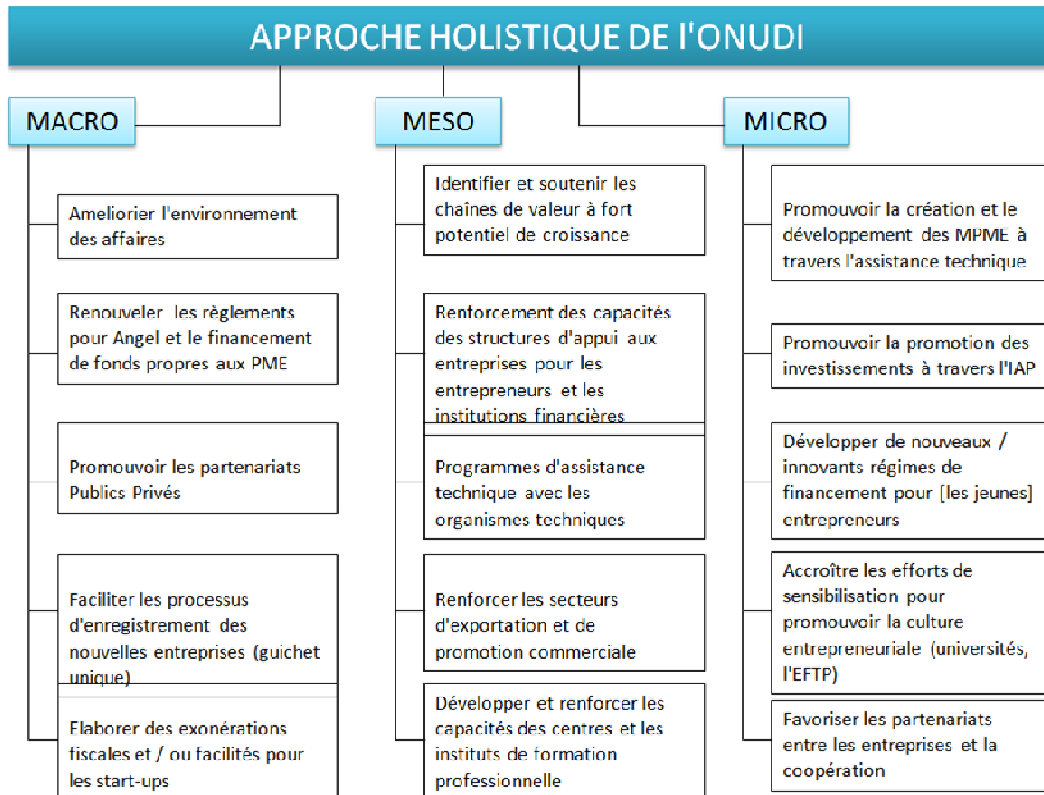 APPROCHE HOLISTIQUE DE l'ONUDI
MACRO
Ameliorier l'environnement
des affaires
Renouveler les règlements
pour Angel et le financement
de fonds propres aux PME
Promouvoir les partenariats
Publics Privés
Faciliter les processus
d'enregistrement des
nouvelles entreprises (guichet
unique)
Elaborer des exonérations
fiscales et / ou facilités pour
les start-ups
MESO
Identifier et soutenir les
chaînes de valeur à fort
potentiel de croissance
Renforcement des capacités
des structures d'appui aux
entreprises pour les
entrepreneurs et les
institutions financières
Programmes d'assistance
technique avec les
organismes techniques
Renforcer les secteurs
d'exportation et de
promotion commerciale
Développer et renforcer les
capacités des centres et les
instituts de formation
professionnelle
MICRO
Promouvoir la création et le
développement des MPME à
travers l'assistance technique
Promouvoir la promotion des
investissements à travers l'IAP
Développer de nouveaux /
innovants régimes de
financement pour [les jeunes]
entrepreneurs
Accroître les efforts de
sensibilisation pour
promouvoir la culture
entrepreneuriale (universités,
l'EFTP)
Favoriser les partenariats
entre les entreprises et la
coopération